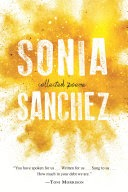 SONIA
collected poems
SANCHEZ
"You have spoken for us . . . Written for us . . . Sung to us.
How much in your debt we are."
—TONI MORRISON